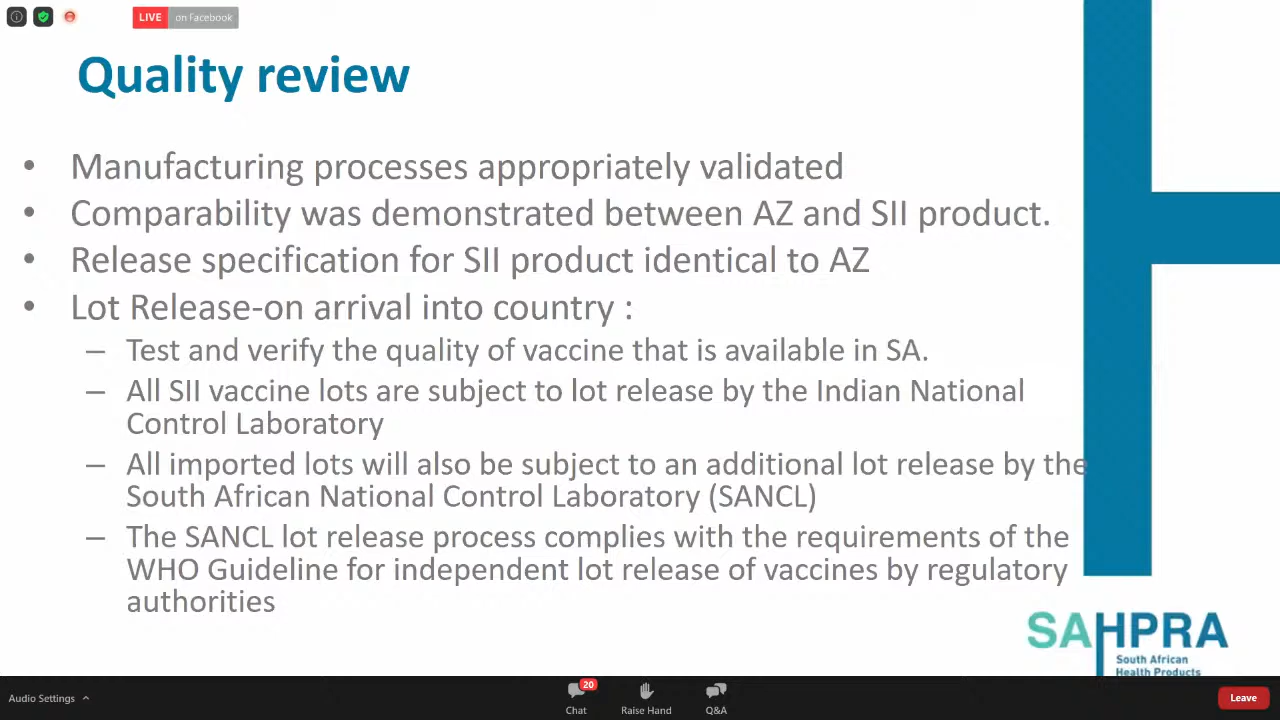 LIVE on Facebook
Quality review
• Manufacturing processes appropriately validated
• Comparability was demonstrated between AZ and SII product.
• Release specification for SII product identical to AZ
• Lot Release-on arrival into country :
– Test and verify the quality of vaccine that is available in SA.
– All SII vaccine lots are subject to lot release by the Indian National
Control Laboratory
– All imported lots will also be subject to an additional lot release by the
South African National Control Laboratory (SANCL)
– The SANCL lot release process complies with the requirements of the
WHO Guideline for independent lot release of vaccines by regulatory
authorities
SAHPRA
South African
Health Products
Audio Settings
20
Chat
Raise Hand
Q&A
Leave